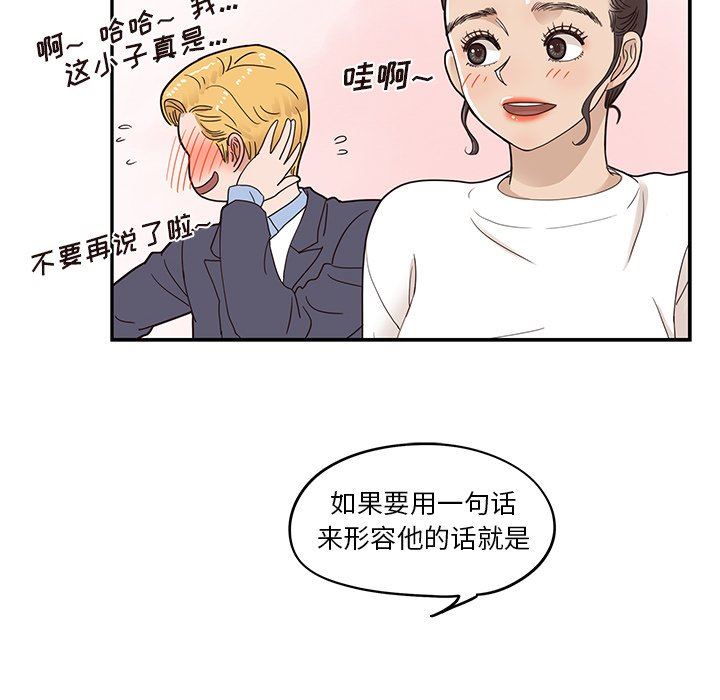 啊~ 哈哈~ 我...
这小子真是...
哇啊~
不要再说了啦~
如果要用一句话
来形容他的话就是